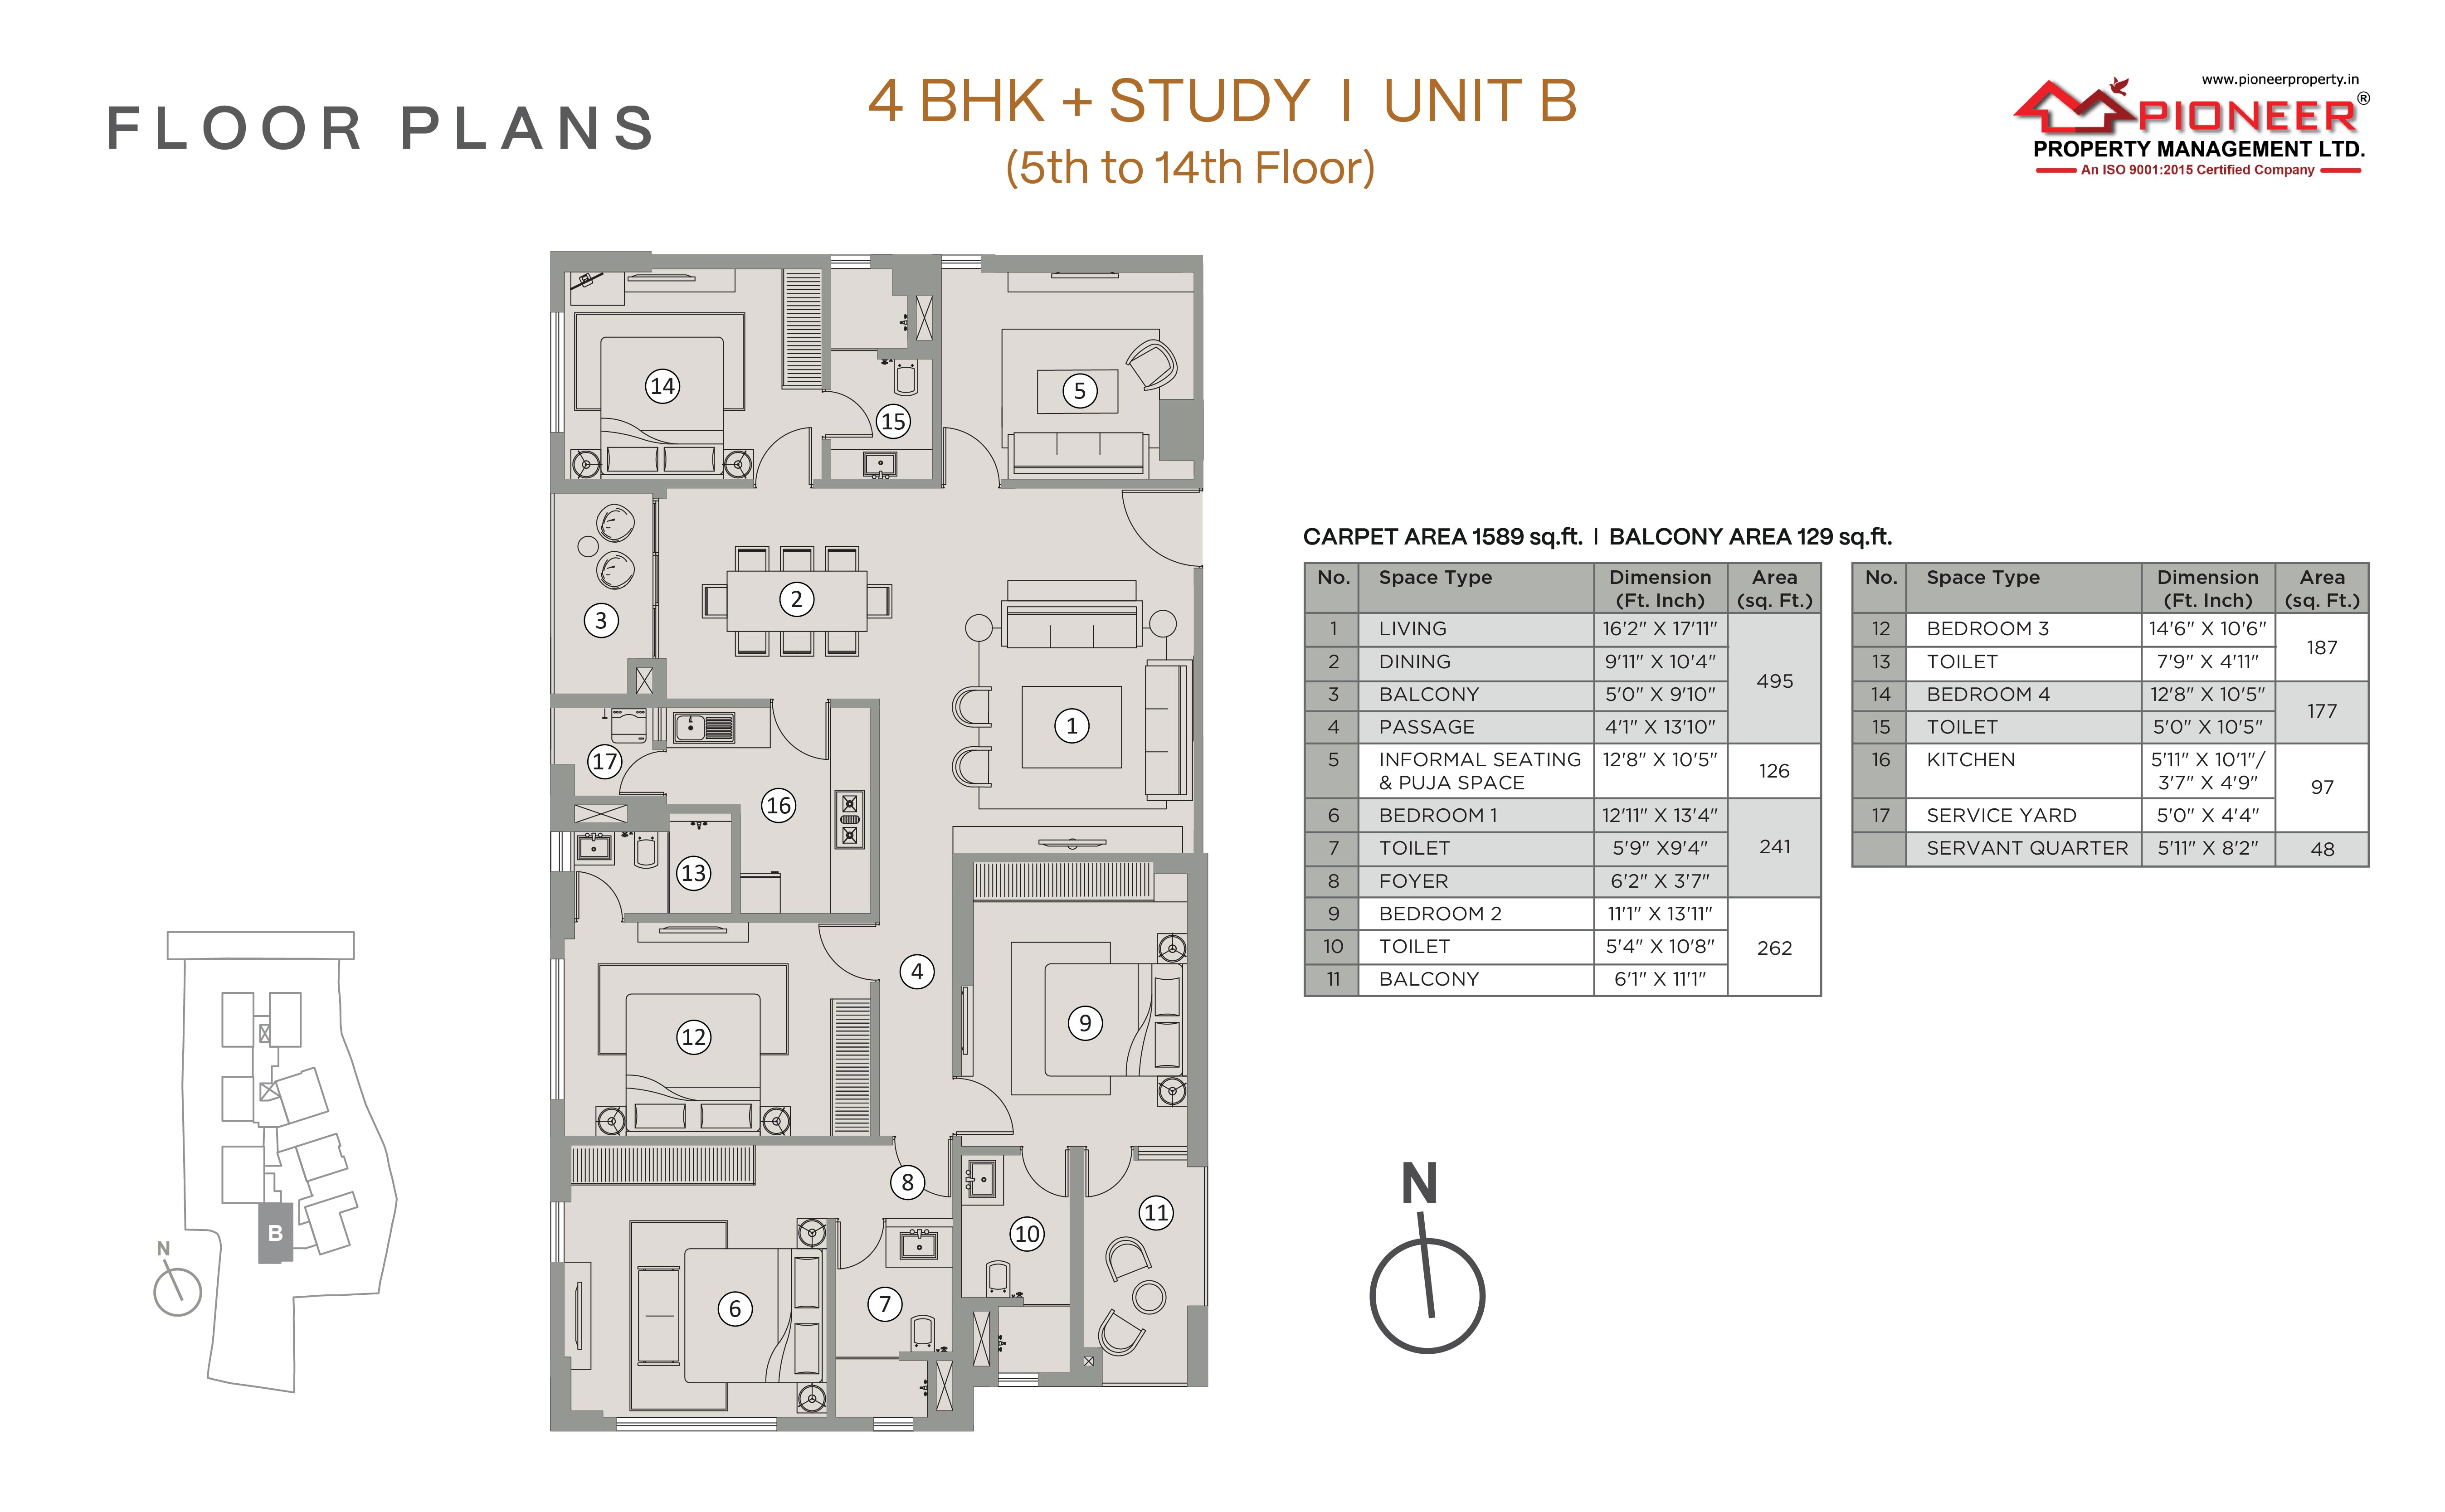 FLOOR PLANS
4 BHK + STUDY | UNIT B
(5th to 14th Floor)
www.pioneerproperty.in
PIONEER®
PROPERTY MANAGEMENT LTD.
An ISO 9001:2015 Certified Company
14
15
5
3
2
1
17
16
13
4
12
9
8
10
11
6
7
CARPET AREA 1589 sq.ft. | BALCONY AREA 129 sq.ft.
No. Space Type Dimension (Ft. Inch) Area (sq. Ft.)
1 LIVING 16'2" X 17'11"
2 DINING 9'11" X 10'4"
3 BALCONY 5'0" X 9'10"
4 PASSAGE 4'1" X 13'10"
495
5 INFORMAL SEATING & PUJA SPACE 12'8" X 10'5" 126
6 BEDROOM 1 12'11" X 13'4"
7 TOILET 5'9" X9'4"
8 FOYER 6'2" X 3'7"
241
9 BEDROOM 2 11'1" X 13'11"
10 TOILET 5'4" X 10'8"
11 BALCONY 6'1" X 11'1"
262
No. Space Type Dimension (Ft. Inch) Area (sq. Ft.)
12 BEDROOM 3 14'6" X 10'6"
13 TOILET 7'9" X 4'11"
187
14 BEDROOM 4 12'8" X 10'5"
15 TOILET 5'0" X 10'5"
177
16 KITCHEN 5'11" X 10'1"/ 3'7" X 4'9"
17 SERVICE YARD 5'0" X 4'4"
97
SERVANT QUARTER 5'11" X 8'2" 48
B
N
N